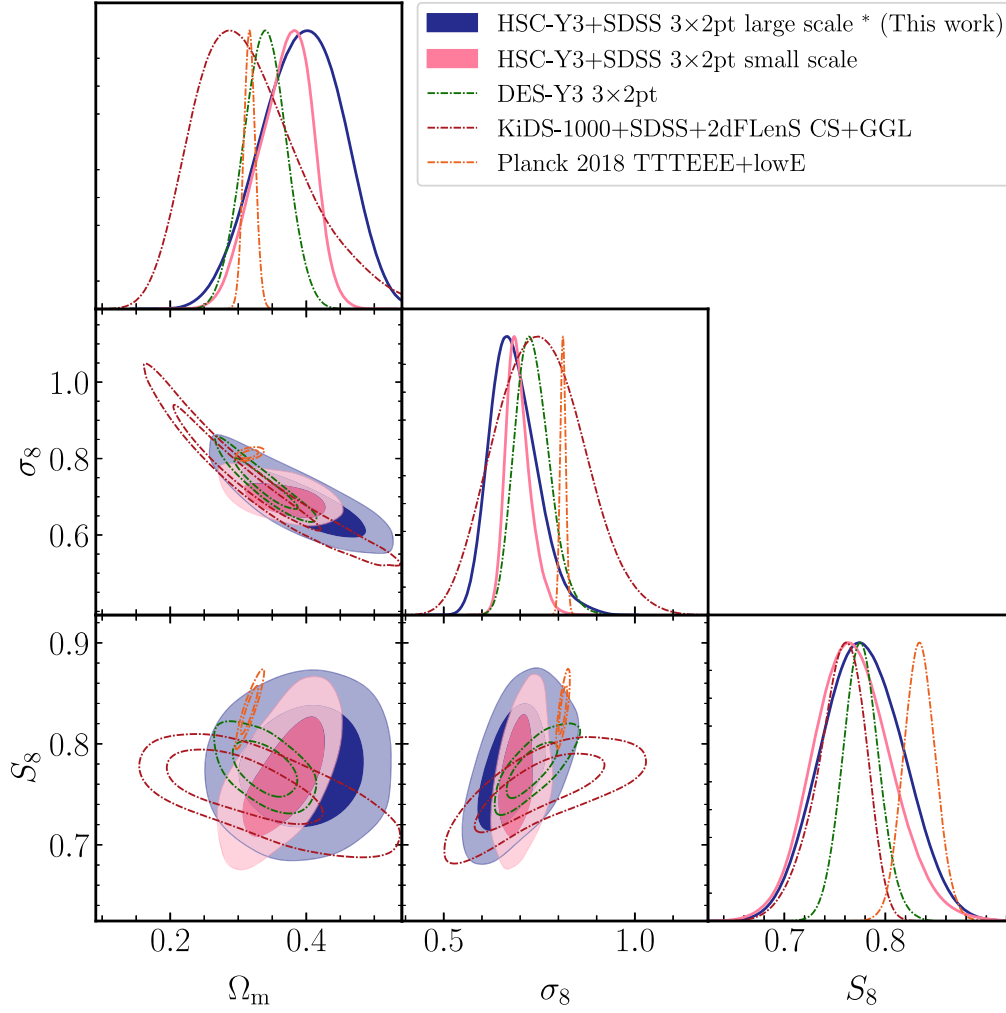 HSC-Y3+SDSS 3×2pt large scale * (This work)
HSC-Y3+SDSS 3×2pt small scale
DES-Y3 3×2pt
KiDS-1000+SDSS+2dFLenS CS+GGL
Planck 2018 TTTEEE+lowE
1.0
0.8
0.6
σ₈
0.9
0.8
0.7
S₈
0.2 0.4
0.5 1.0
0.7 0.8
Ωₘ
σ₈
S₈